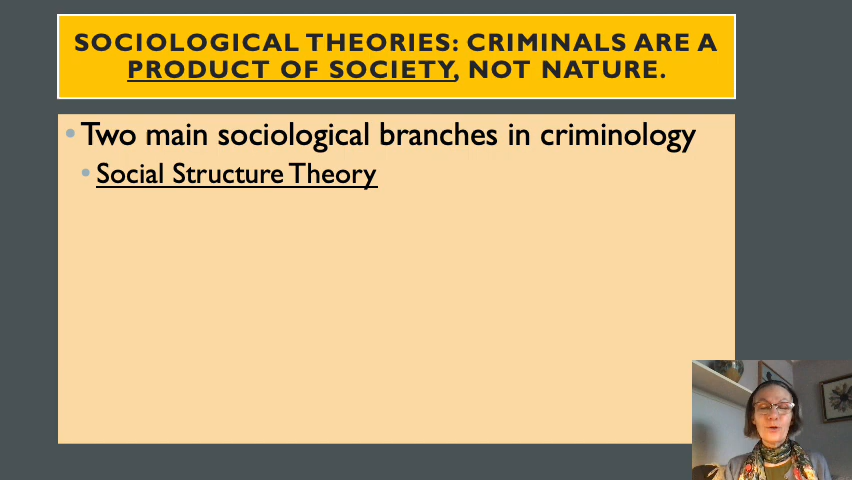 SOCIOLOGICAL THEORIES: CRIMINALS ARE A
PRODUCT OF SOCIETY, NOT NATURE.
• Two main sociological branches in criminology
• Social Structure Theory